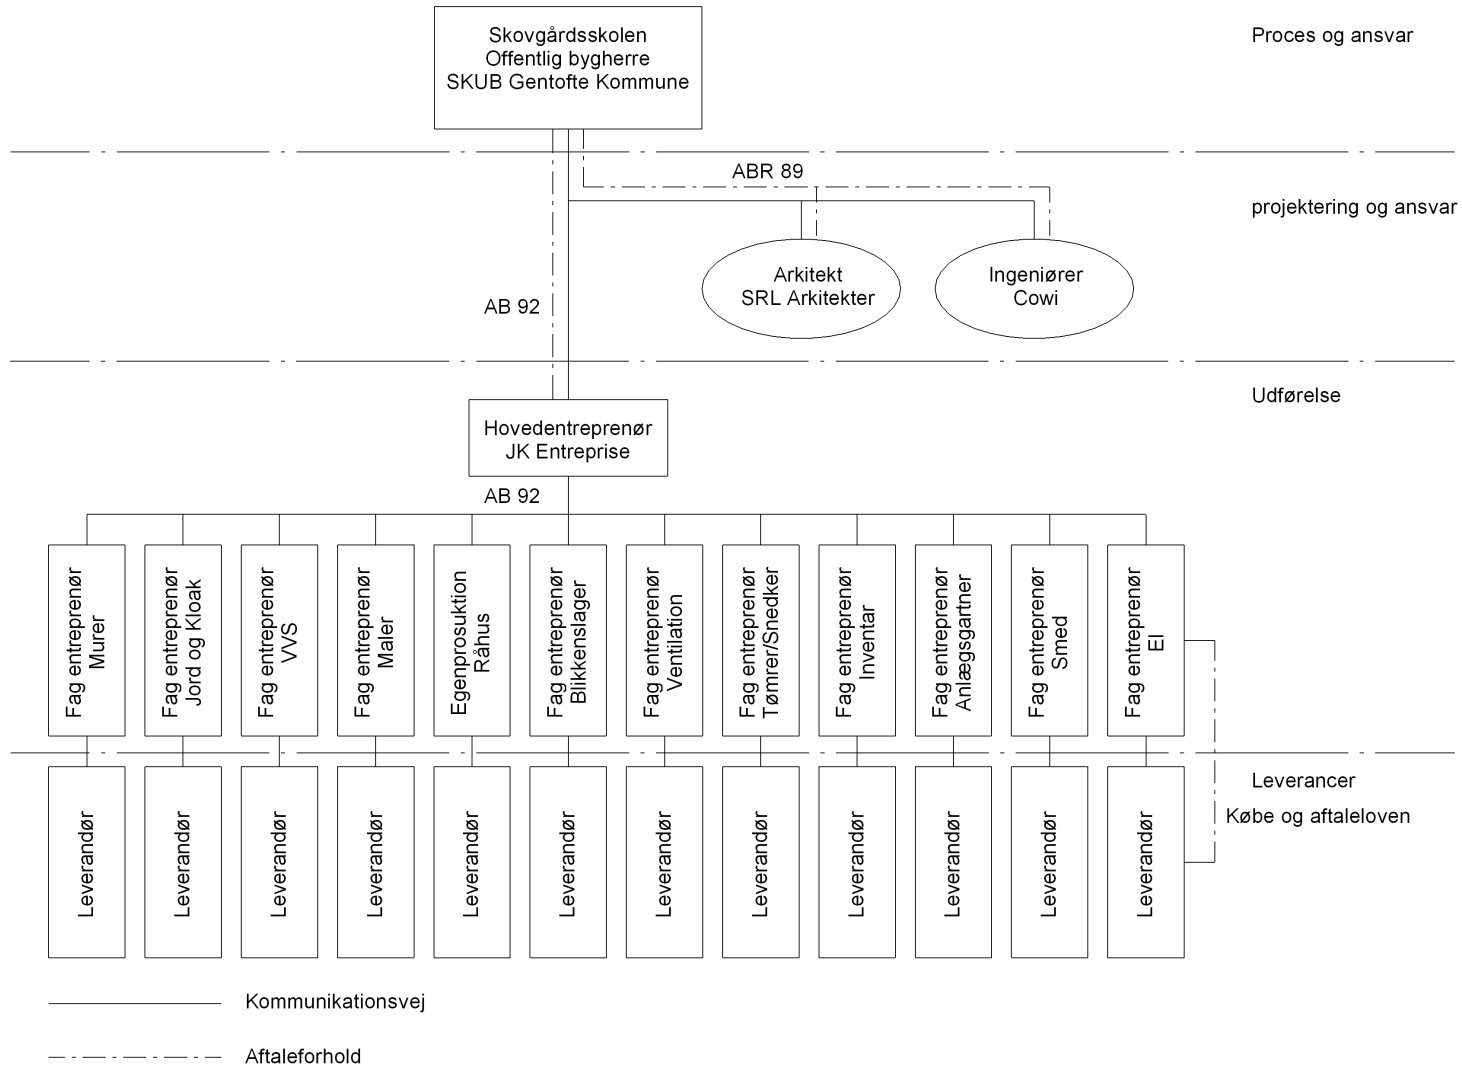 Skovgårdsskolen
Offentlig bygherre
SKUB Gentofte Kommune
Proces og ansvar
ABR 89
projektering og ansvar
Arkitekt
SRL Arkitekter
Ingeniører
Cowi
AB 92
Udførelse
Hovedentreprenør
JK Entreprise
AB 92
Fag entreprenør
Murer
Fag entreprenør
Jord og Kloak
Fag entreprenør
VVS
Fag entreprenør
Maler
Egenprosuktion
Råhus
Fag entreprenør
Blikkenslager
Fag entreprenør
Ventilation
Fag entreprenør
Tømrer/Snedker
Fag entreprenør
Inventar
Fag entreprenør
Anlægsgartner
Fag entreprenør
Smed
Fag entreprenør
El
Leverancer
Købe og aftaleloven
Leverandør
Leverandør
Leverandør
Leverandør
Leverandør
Leverandør
Leverandør
Leverandør
Leverandør
Leverandør
Leverandør
Leverandør
Kommunikationsvej
Aftaleforhold